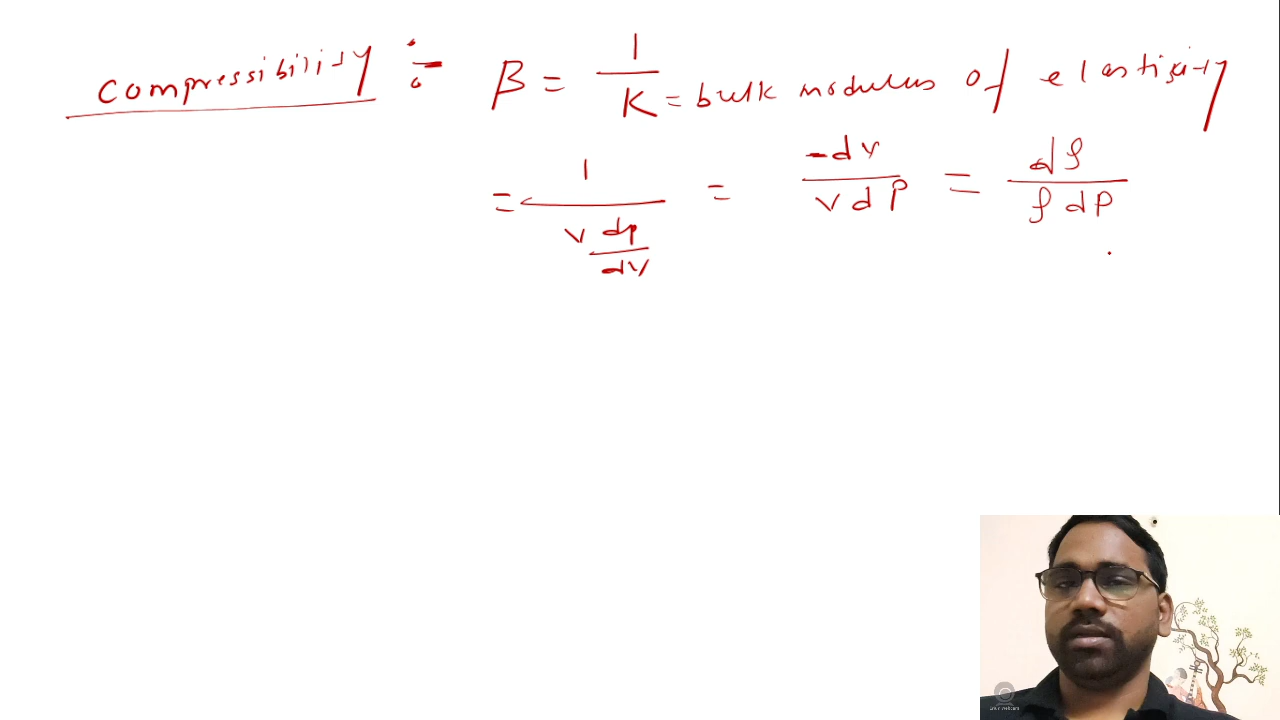 compressibility :- β = 1/K = bulk modulus of elasticity
= 1/(v dp/dv) = -dv/(v dP) = dρ/(ρ dP)